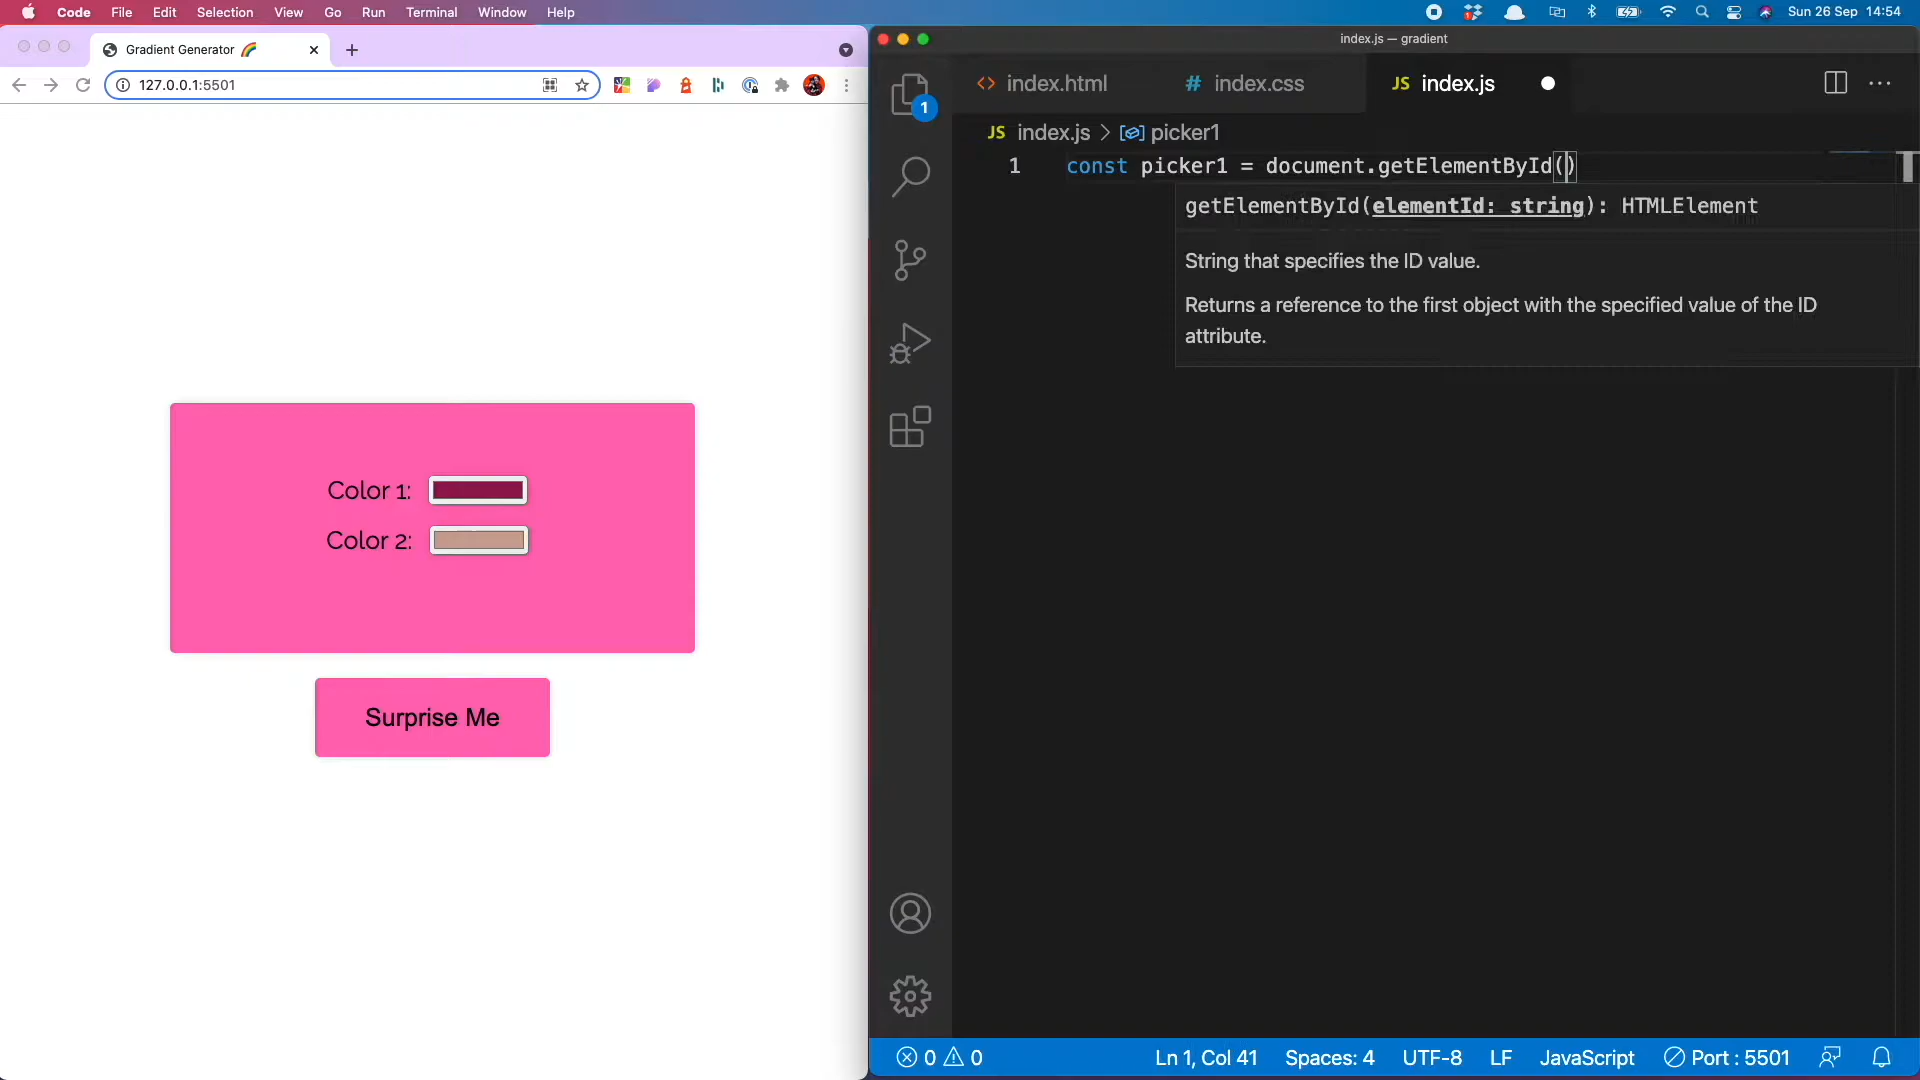 Code File Edit Selection View Go Run Terminal Window Help
Sun 26 Sep 14:54
Gradient Generator 🌈
127.0.0.1:5501
Color 1:
Color 2:
Surprise Me
index.js — gradient
1
<> index.html
# index.css
JS index.js
JS index.js > picker1
1 const picker1 = document.getElementById()
getElementById(elementId: string): HTMLElement
String that specifies the ID value.
Returns a reference to the first object with the specified value of the ID
attribute.
0 0
Ln 1, Col 41 Spaces: 4 UTF-8 LF JavaScript Port : 5501